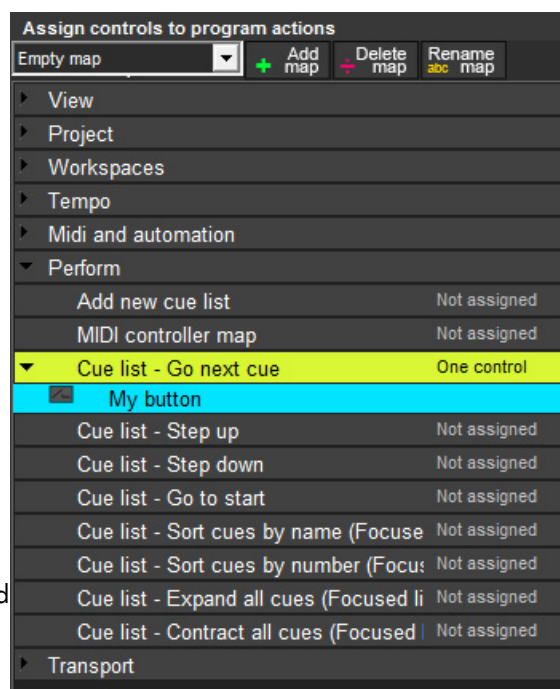 Assign controls to program actions
Empty map
Add map
Delete map
abc Rename map
View
Project
Workspaces
Tempo
Midi and automation
Perform
Add new cue list Not assigned
MIDI controller map Not assigned
Cue list - Go next cue One control
My button
Cue list - Step up Not assigned
Cue list - Step down Not assigned
Cue list - Go to start Not assigned
Cue list - Sort cues by name (Focuse Not assigned
Cue list - Sort cues by number (Focus Not assigned
d
Cue list - Expand all cues (Focused li Not assigned
Cue list - Contract all cues (Focused Not assigned
Transport